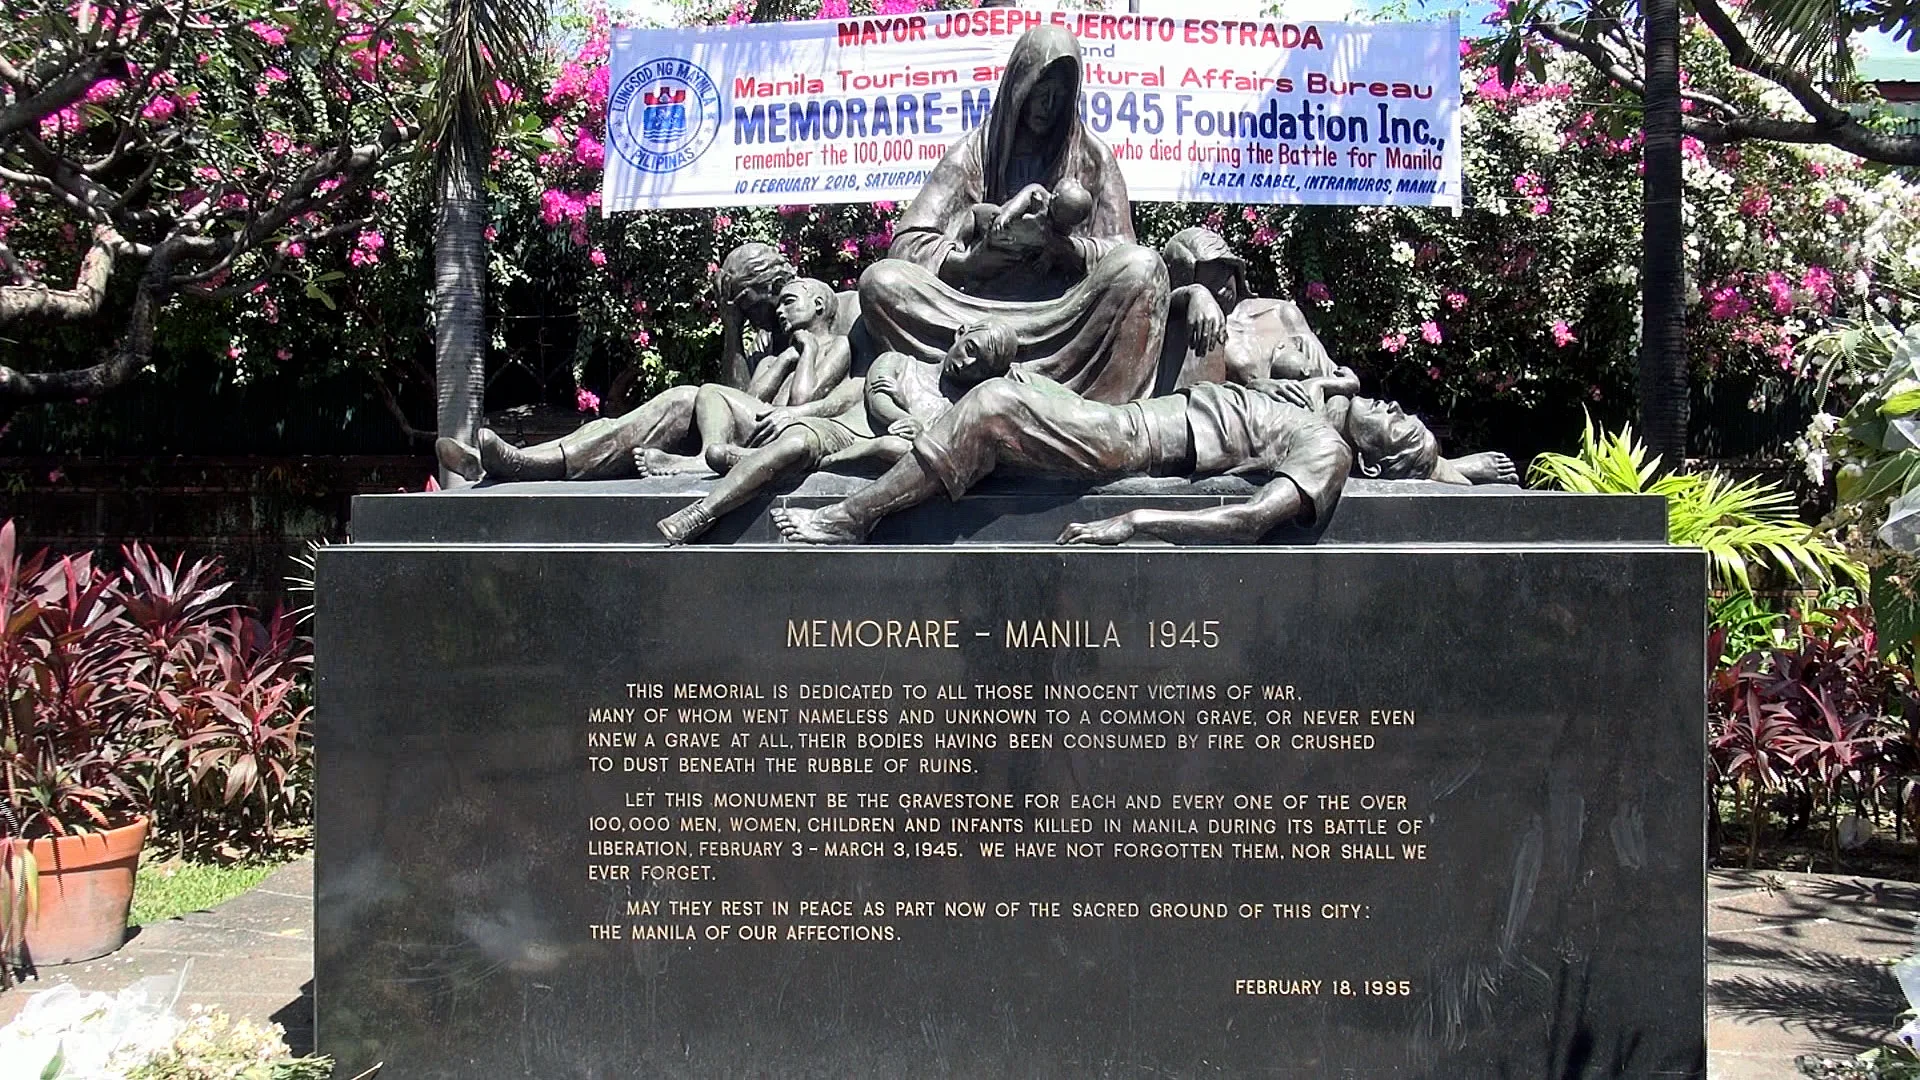 MAYOR JOSEPH EJERCITO ESTRADA
and
Manila Tourism an ltural Affairs Bureau
MEMORARE-M 1945 Foundation Inc.,
remember the 100,000 non who died during the Battle for Manila
10 FEBRUARY 2018, SATURDAY PLAZA ISABEL, INTRAMUROS, MANILA
LUNGSOD NG MAYNILA
PILIPINAS
MEMORARE - MANILA 1945
THIS MEMORIAL IS DEDICATED TO ALL THOSE INNOCENT VICTIMS OF WAR,
MANY OF WHOM WENT NAMELESS AND UNKNOWN TO A COMMON GRAVE, OR NEVER EVEN
KNEW A GRAVE AT ALL, THEIR BODIES HAVING BEEN CONSUMED BY FIRE OR CRUSHED
TO DUST BENEATH THE RUBBLE OF RUINS.
LET THIS MONUMENT BE THE GRAVESTONE FOR EACH AND EVERY ONE OF THE OVER
100,000 MEN, WOMEN, CHILDREN AND INFANTS KILLED IN MANILA DURING ITS BATTLE OF
LIBERATION, FEBRUARY 3 - MARCH 3, 1945. WE HAVE NOT FORGOTTEN THEM, NOR SHALL WE
EVER FORGET.
MAY THEY REST IN PEACE AS PART NOW OF THE SACRED GROUND OF THIS CITY:
THE MANILA OF OUR AFFECTIONS.
FEBRUARY 18, 1995